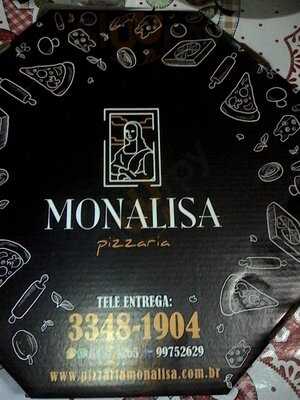 MONALISA
pizzaria
TELE ENTREGA:
3348-1904
99752629
www.pizzariamonalisa.com.br